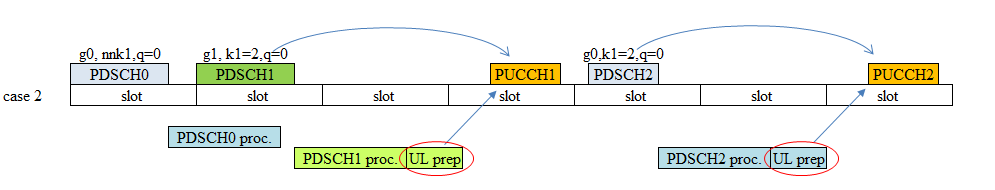 g0, nnk1,q=0 g1, k1=2,q=0 g0,k1=2,q=0
PDSCH0 PDSCH1 PUCCH1 PDSCH2 PUCCH2
case 2 slot slot slot slot slot slot slot
PDSCH0 proc.
PDSCH1 proc. UL prep PDSCH2 proc. UL prep